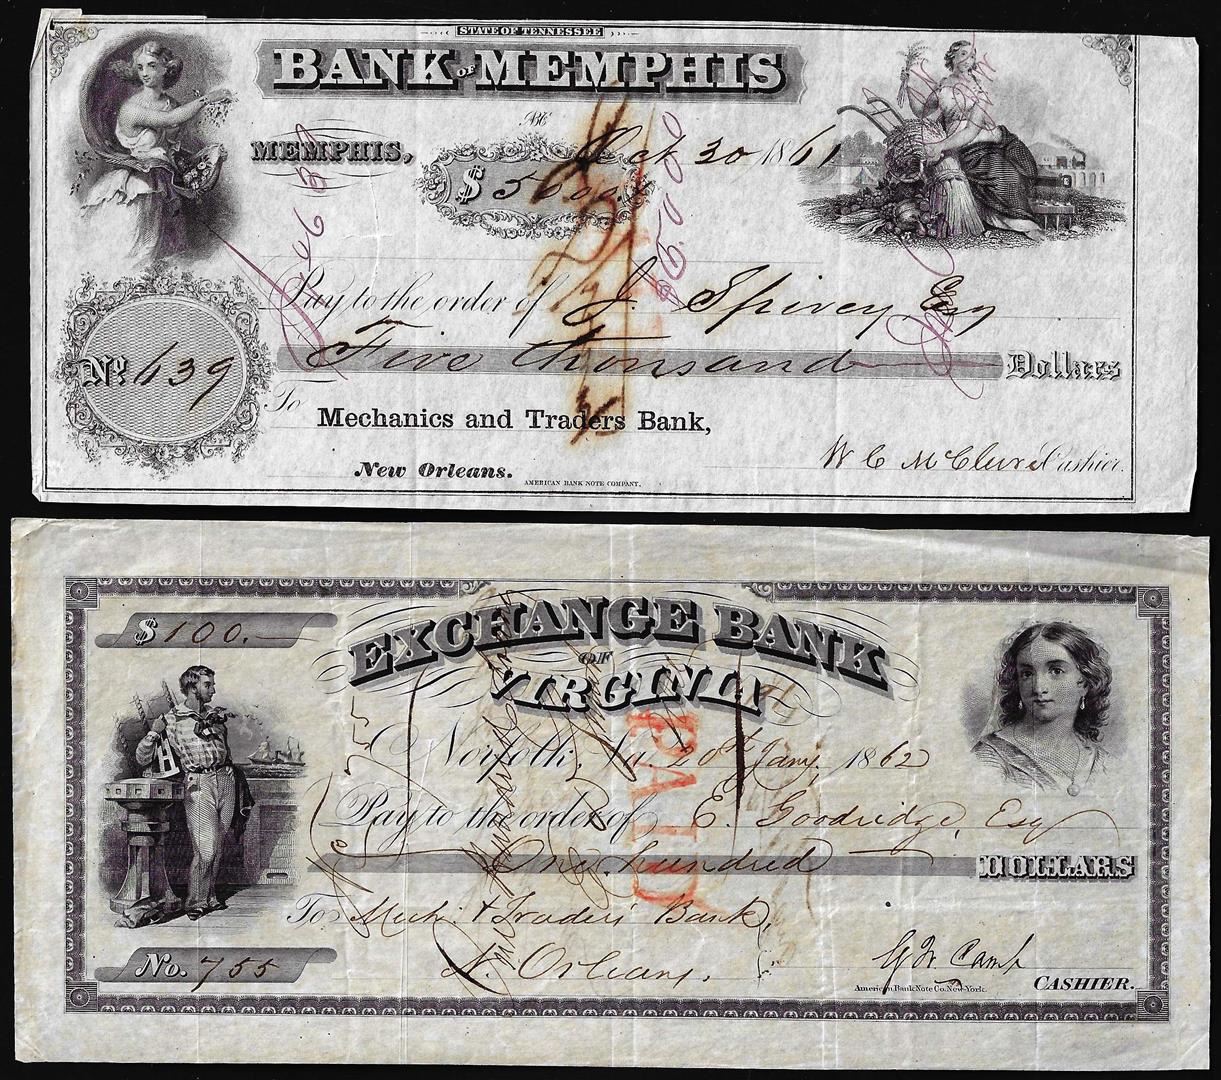 STATE OF TENNESSEE
BANK OF MEMPHIS
MEMPHIS, Oct 30 1861
$ 5000
Pay to the order of J. Spivey Esq
Five thousand Dollars
No. 439
To
Mechanics and Traders Bank,
New Orleans.
W C McClure Cashier.
AMERICAN BANK NOTE COMPANY.
$100.—
EXCHANGE BANK
OF
VIRGINIA
Norfolk, Va 20th Jany 1862
PAID
Pay to the order of E. Goodridge, Esq
One hundred DOLLARS
To Mech: & Traders' Bank,
N. Orleans.
No. 755
CASHIER.
American Bank Note Co. New-York.